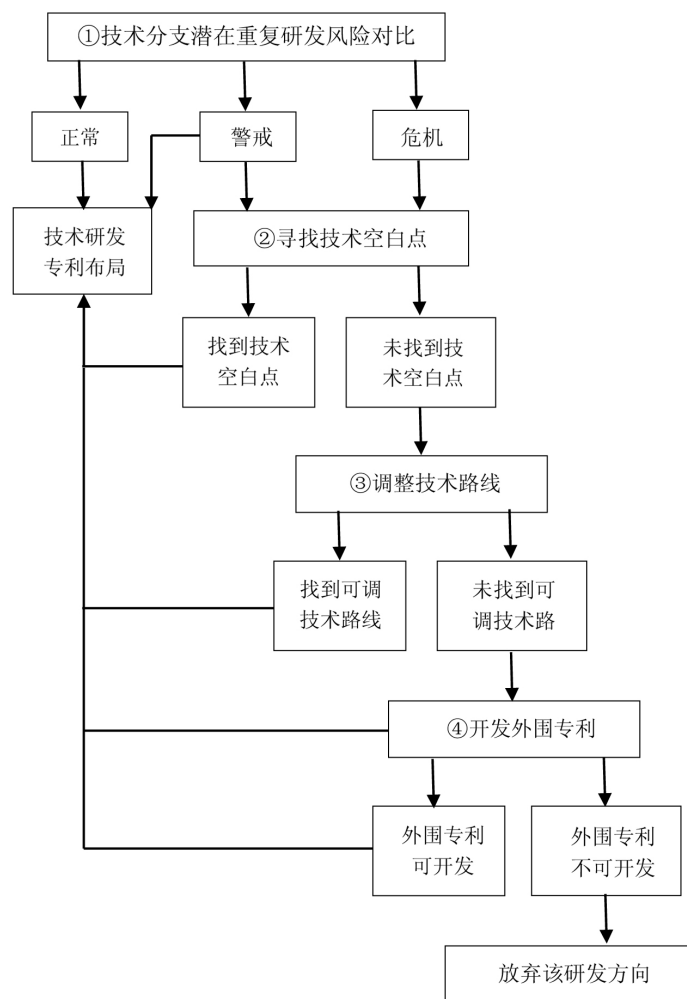 ①技术分支潜在重复研发风险对比
正常
警戒
危机
技术研发
专利布局
②寻找技术空白点
找到技术
空白点
未找到技
术空白点
③调整技术路线
找到可调
技术路线
未找到可
调技术路
④开发外围专利
外围专利
可开发
外围专利
不可开发
放弃该研发方向